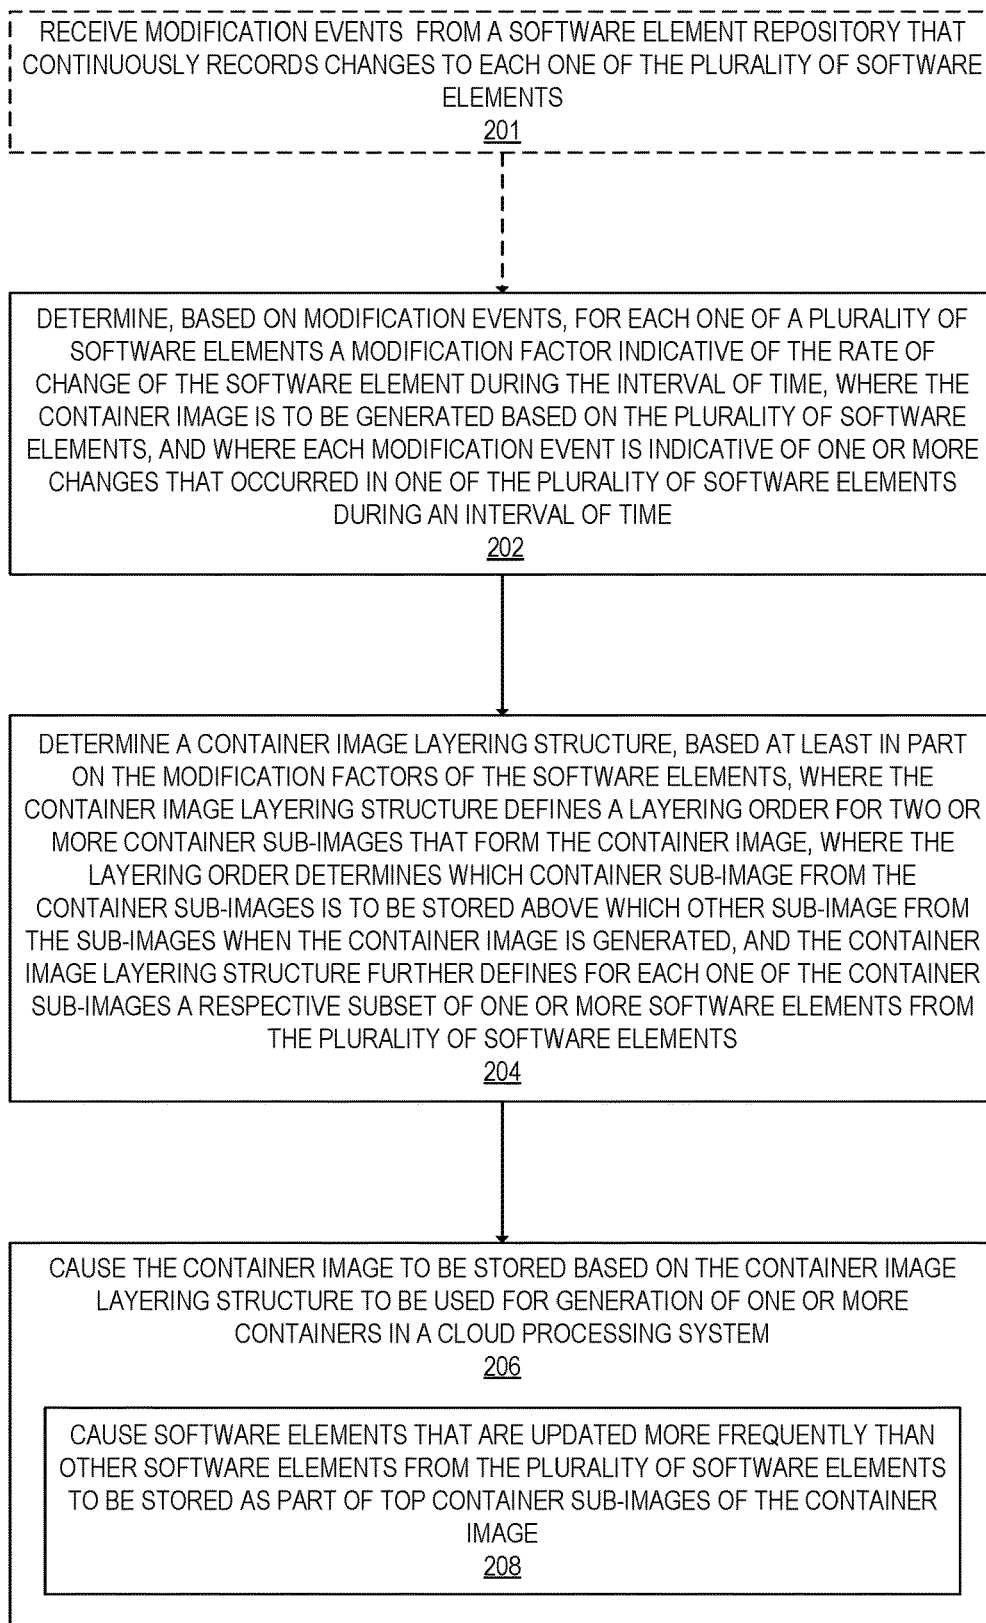 RECEIVE MODIFICATION EVENTS FROM A SOFTWARE ELEMENT REPOSITORY THAT
CONTINUOUSLY RECORDS CHANGES TO EACH ONE OF THE PLURALITY OF SOFTWARE
ELEMENTS
201
DETERMINE, BASED ON MODIFICATION EVENTS, FOR EACH ONE OF A PLURALITY OF
SOFTWARE ELEMENTS A MODIFICATION FACTOR INDICATIVE OF THE RATE OF
CHANGE OF THE SOFTWARE ELEMENT DURING THE INTERVAL OF TIME, WHERE THE
CONTAINER IMAGE IS TO BE GENERATED BASED ON THE PLURALITY OF SOFTWARE
ELEMENTS, AND WHERE EACH MODIFICATION EVENT IS INDICATIVE OF ONE OR MORE
CHANGES THAT OCCURRED IN ONE OF THE PLURALITY OF SOFTWARE ELEMENTS
DURING AN INTERVAL OF TIME
202
DETERMINE A CONTAINER IMAGE LAYERING STRUCTURE, BASED AT LEAST IN PART
ON THE MODIFICATION FACTORS OF THE SOFTWARE ELEMENTS, WHERE THE
CONTAINER IMAGE LAYERING STRUCTURE DEFINES A LAYERING ORDER FOR TWO OR
MORE CONTAINER SUB-IMAGES THAT FORM THE CONTAINER IMAGE, WHERE THE
LAYERING ORDER DETERMINES WHICH CONTAINER SUB-IMAGE FROM THE
CONTAINER SUB-IMAGES IS TO BE STORED ABOVE WHICH OTHER SUB-IMAGE FROM
THE SUB-IMAGES WHEN THE CONTAINER IMAGE IS GENERATED, AND THE CONTAINER
IMAGE LAYERING STRUCTURE FURTHER DEFINES FOR EACH ONE OF THE CONTAINER
SUB-IMAGES A RESPECTIVE SUBSET OF ONE OR MORE SOFTWARE ELEMENTS FROM
THE PLURALITY OF SOFTWARE ELEMENTS
204
CAUSE THE CONTAINER IMAGE TO BE STORED BASED ON THE CONTAINER IMAGE
LAYERING STRUCTURE TO BE USED FOR GENERATION OF ONE OR MORE
CONTAINERS IN A CLOUD PROCESSING SYSTEM
206
CAUSE SOFTWARE ELEMENTS THAT ARE UPDATED MORE FREQUENTLY THAN
OTHER SOFTWARE ELEMENTS FROM THE PLURALITY OF SOFTWARE ELEMENTS
TO BE STORED AS PART OF TOP CONTAINER SUB-IMAGES OF THE CONTAINER
IMAGE
208